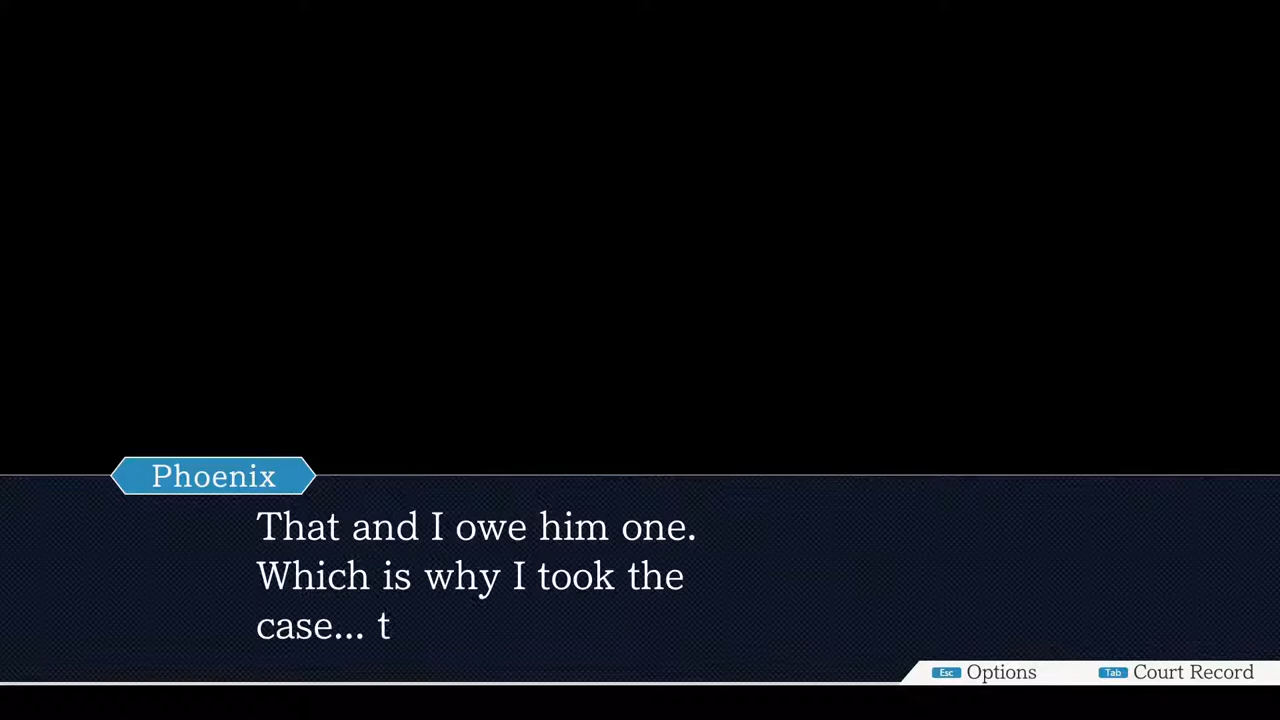 Phoenix
That and I owe him one.
Which is why I took the
case... t
Esc Options Tab Court Record